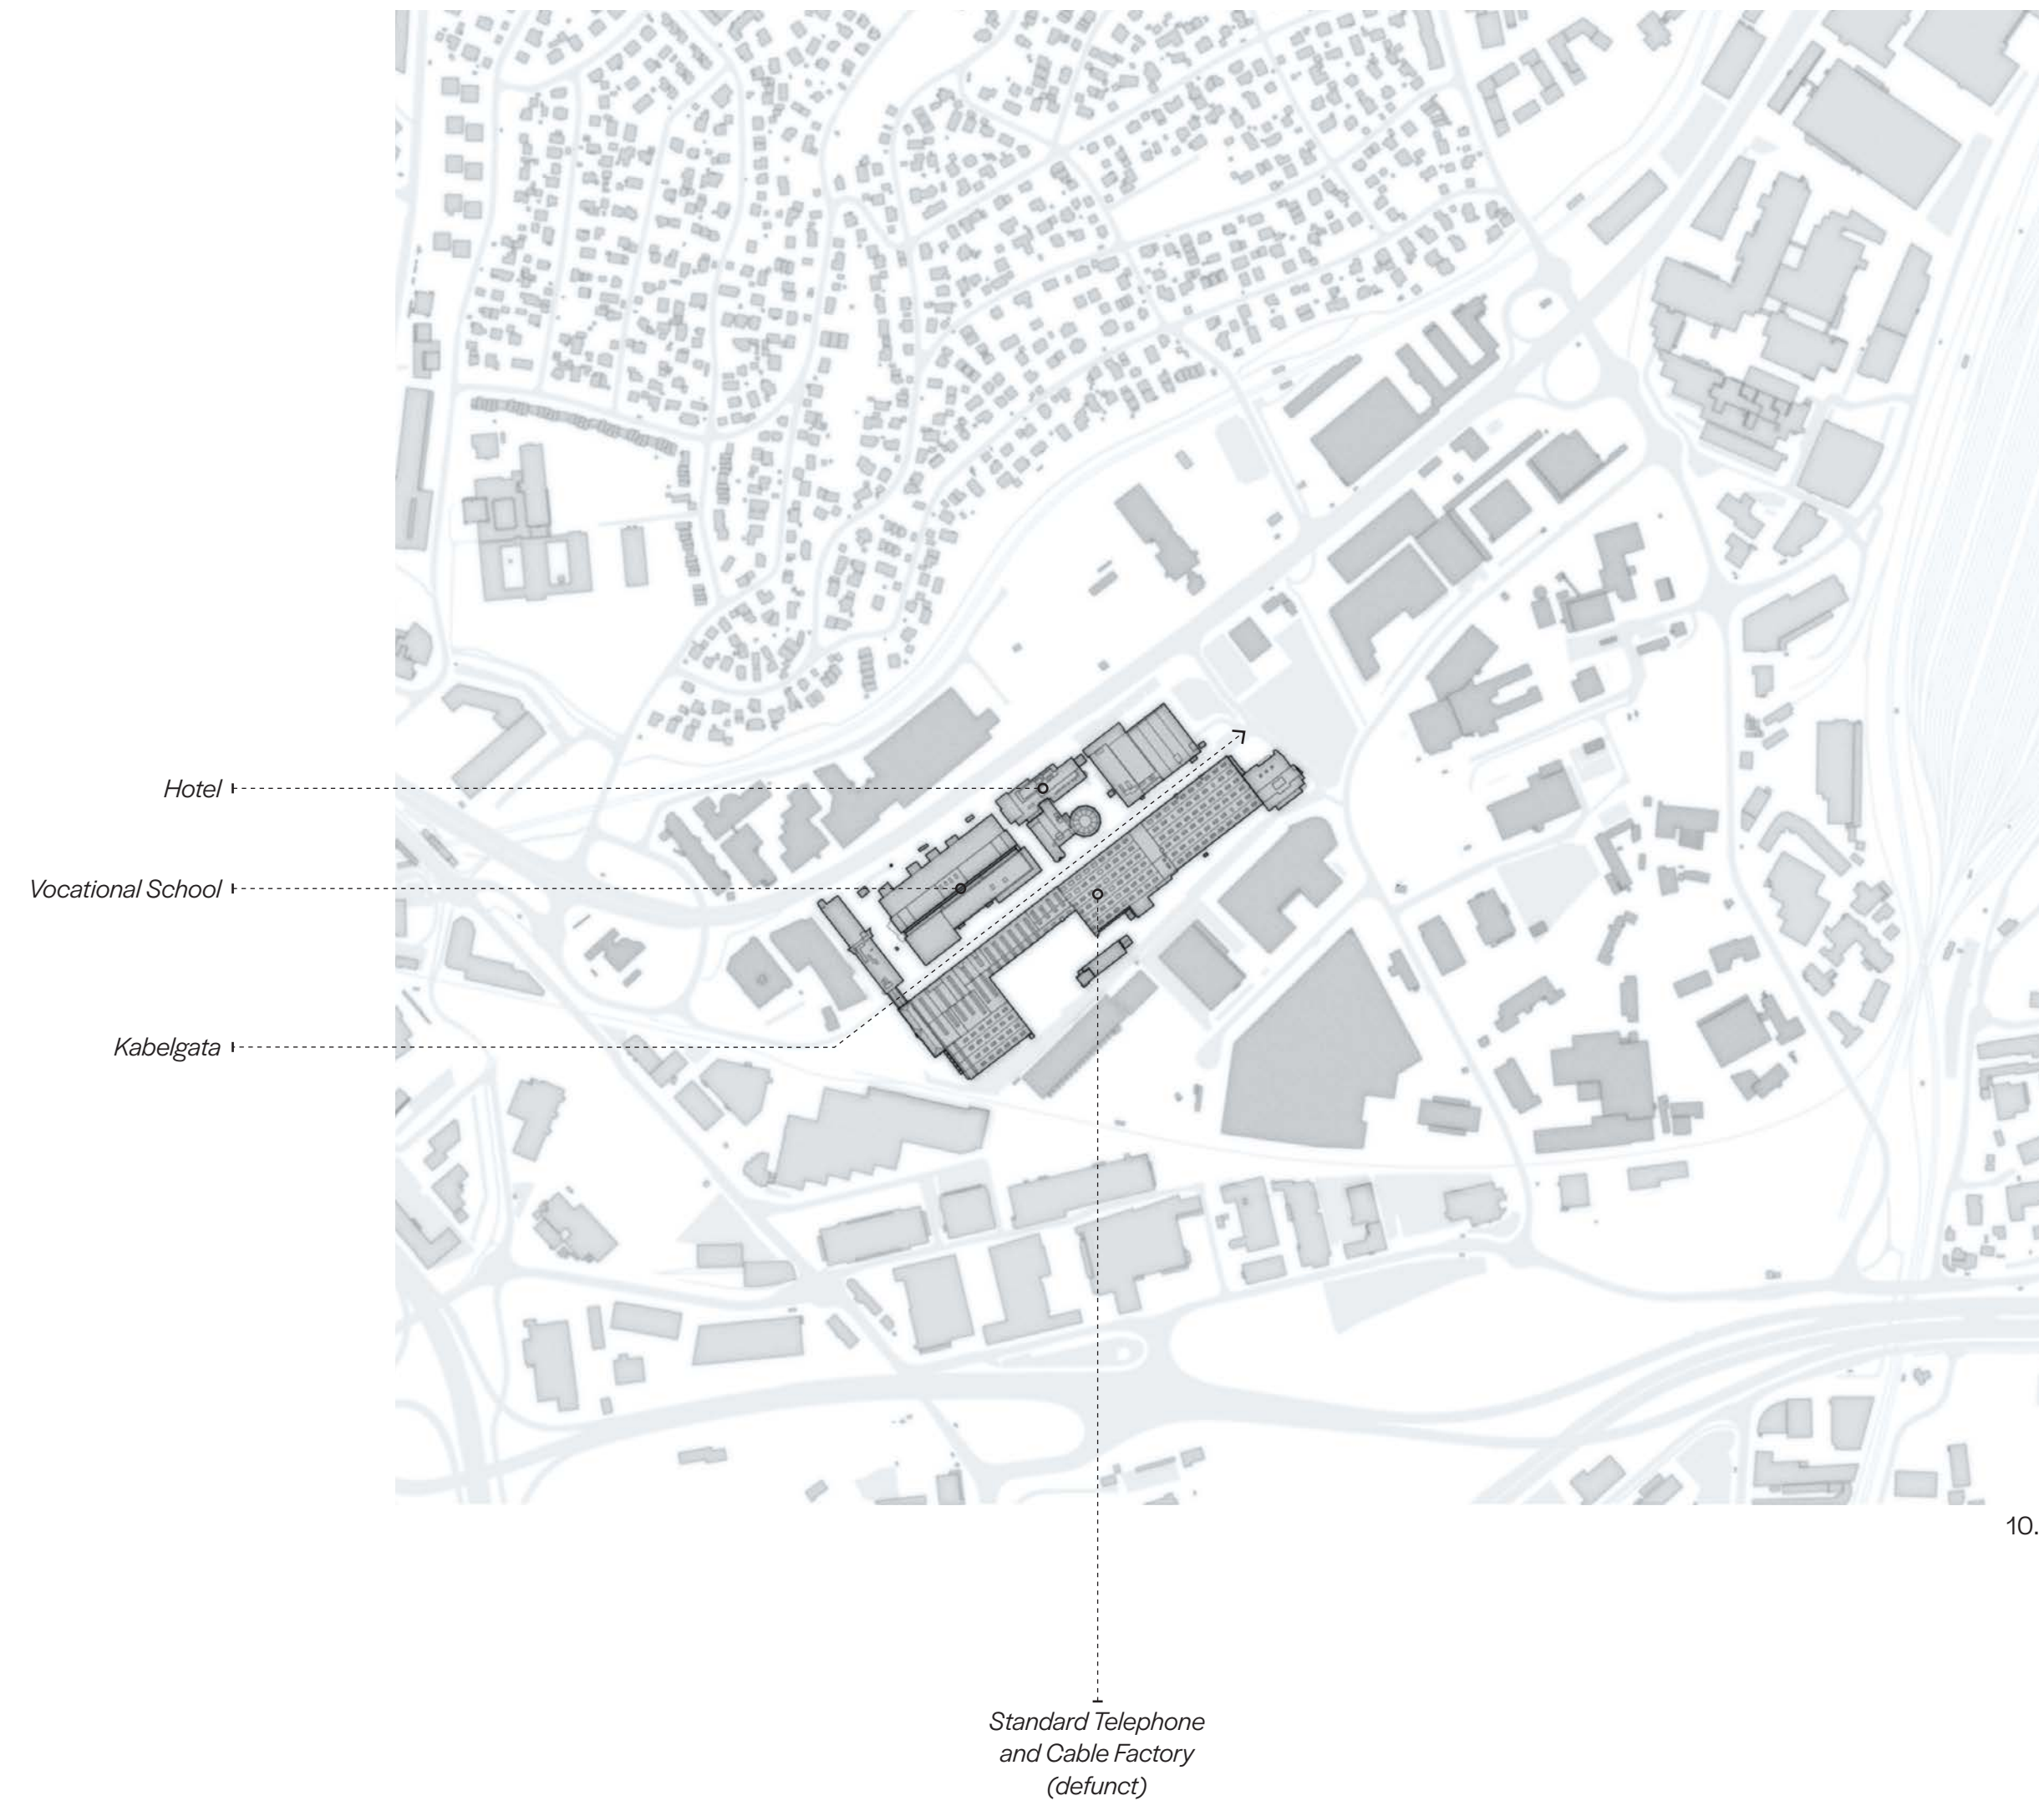 Hotel
Vocational School
Kabelgata
10.
Standard Telephone
and Cable Factory
(defunct)